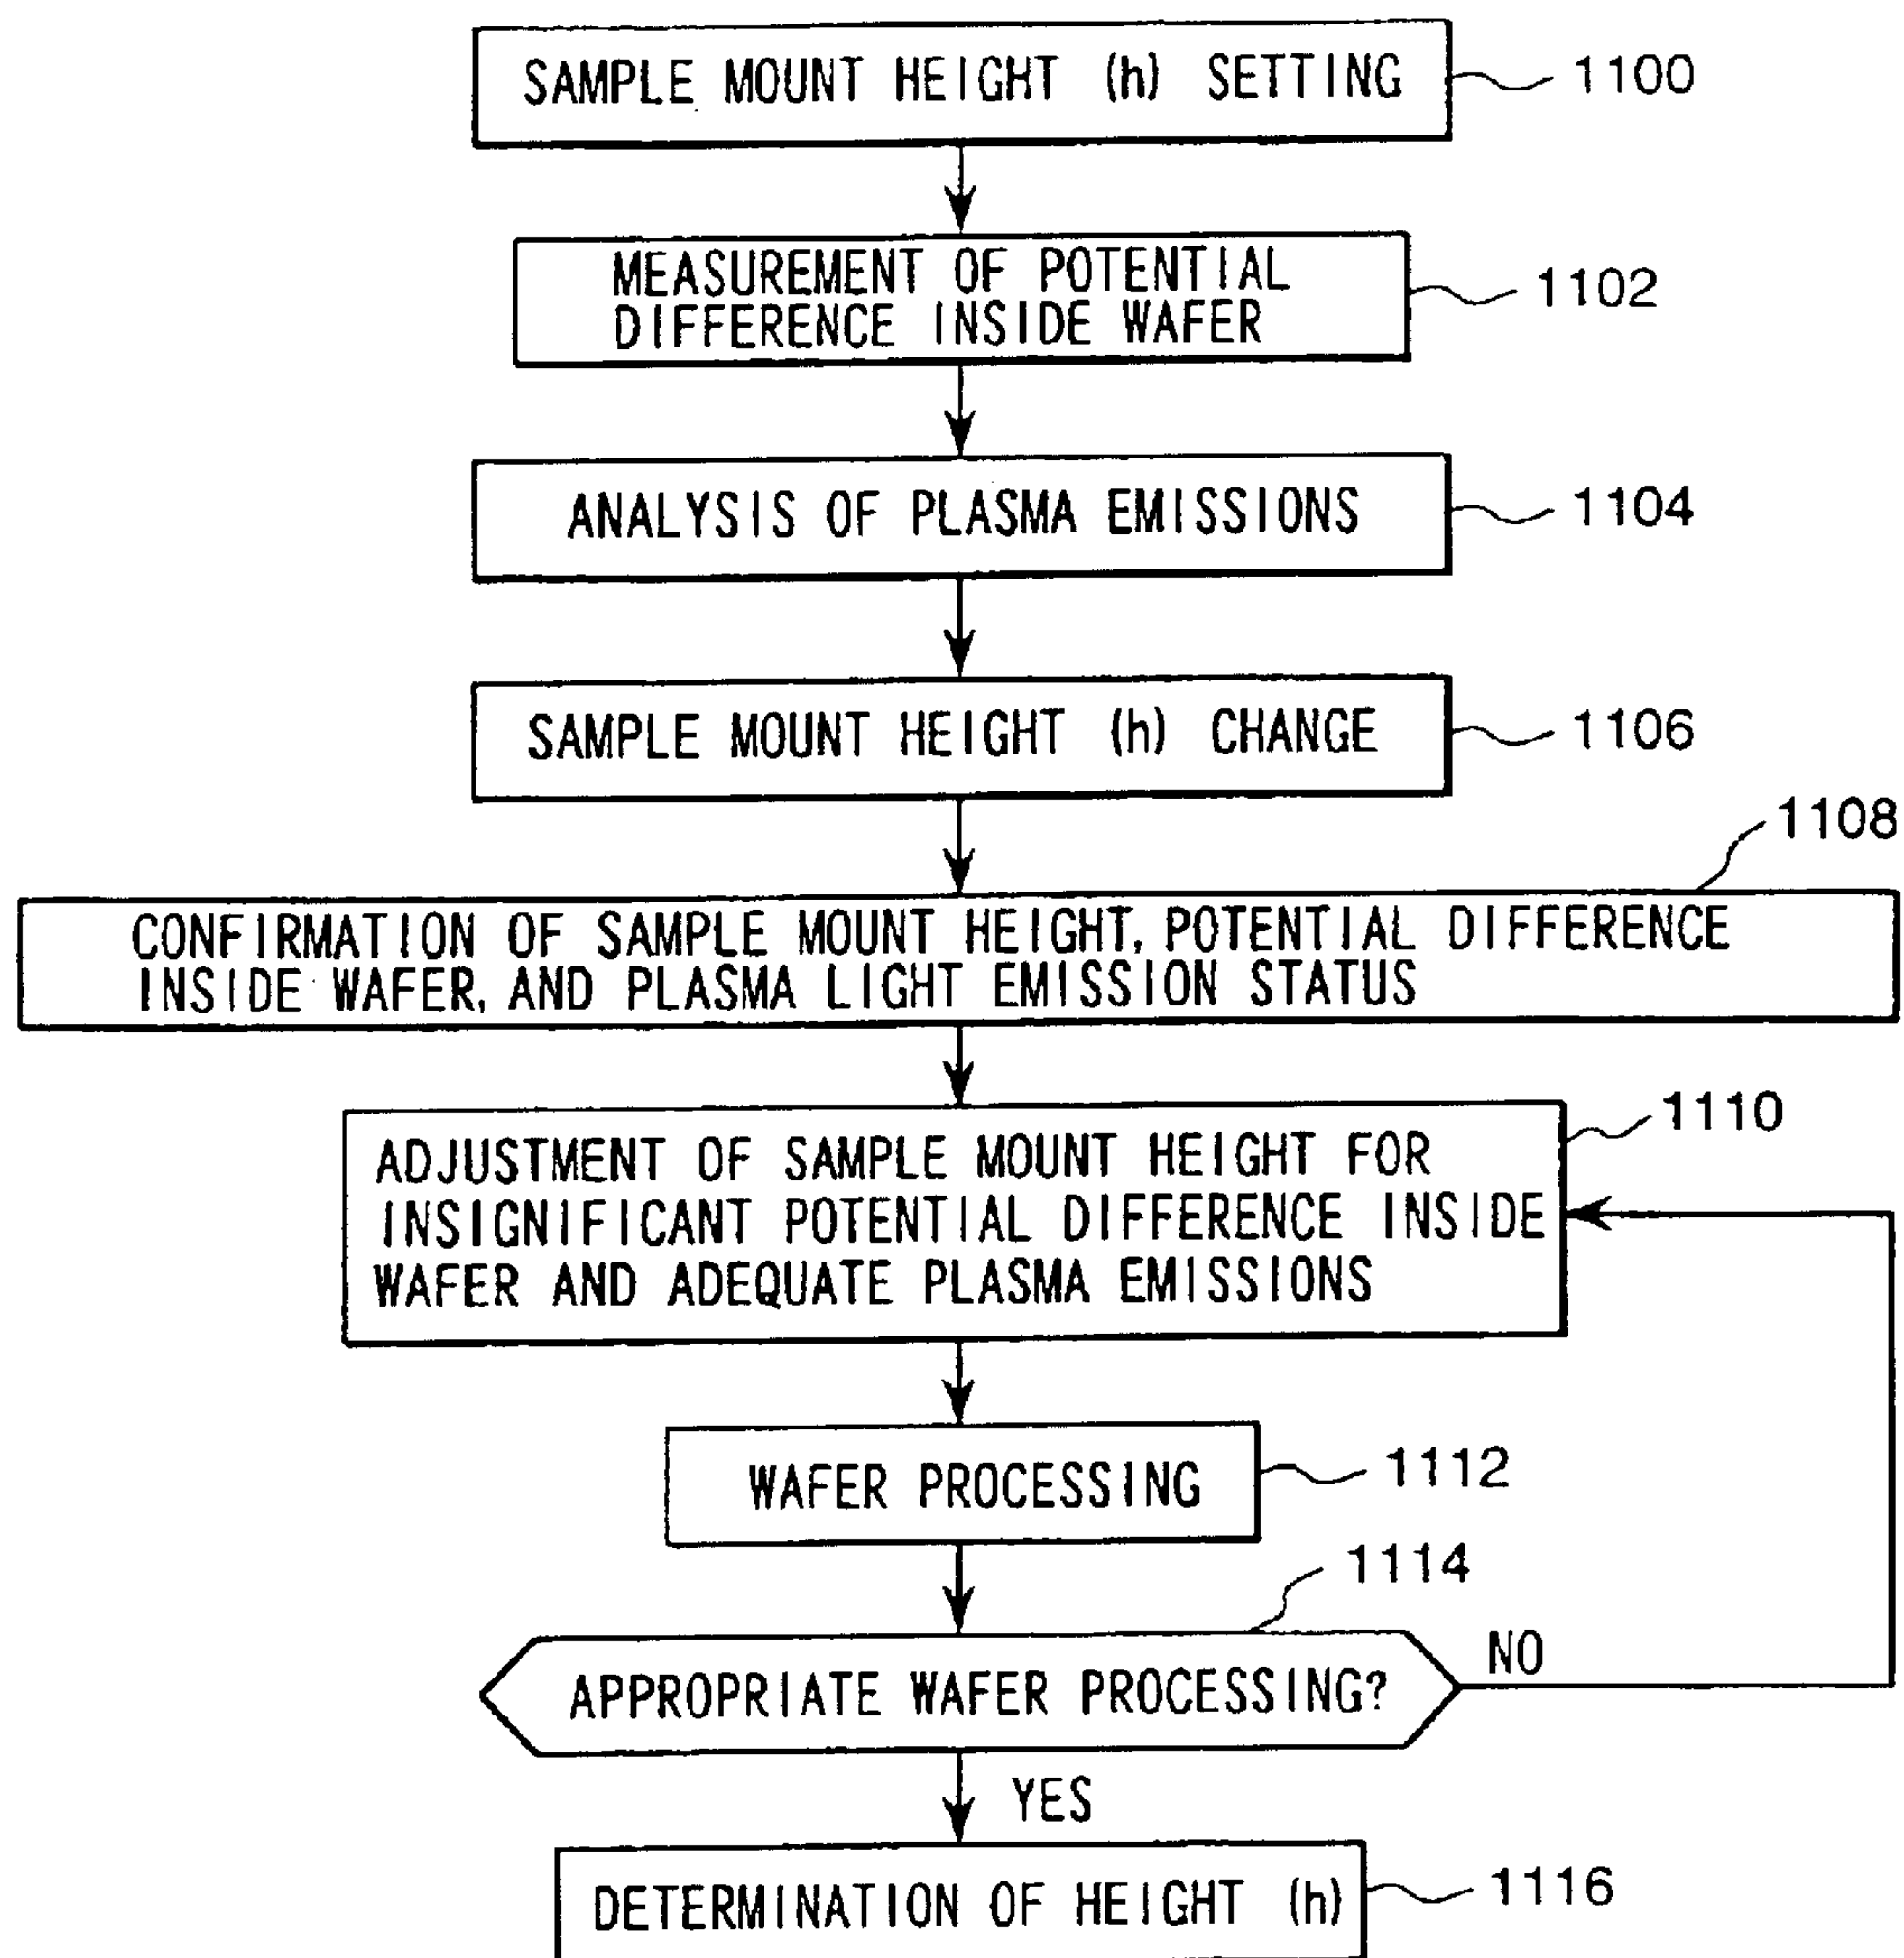 SAMPLE MOUNT HEIGHT (h) SETTING
1100
MEASUREMENT OF POTENTIAL
DIFFERENCE INSIDE WAFER
1102
ANALYSIS OF PLASMA EMISSIONS
1104
SAMPLE MOUNT HEIGHT (h) CHANGE
1106
1108
CONFIRMATION OF SAMPLE MOUNT HEIGHT, POTENTIAL DIFFERENCE
INSIDE WAFER, AND PLASMA LIGHT EMISSION STATUS
1110
ADJUSTMENT OF SAMPLE MOUNT HEIGHT FOR
INSIGNIFICANT POTENTIAL DIFFERENCE INSIDE
WAFER AND ADEQUATE PLASMA EMISSIONS
WAFER PROCESSING
1112
1114
APPROPRIATE WAFER PROCESSING?
NO
YES
DETERMINATION OF HEIGHT (h)
1116